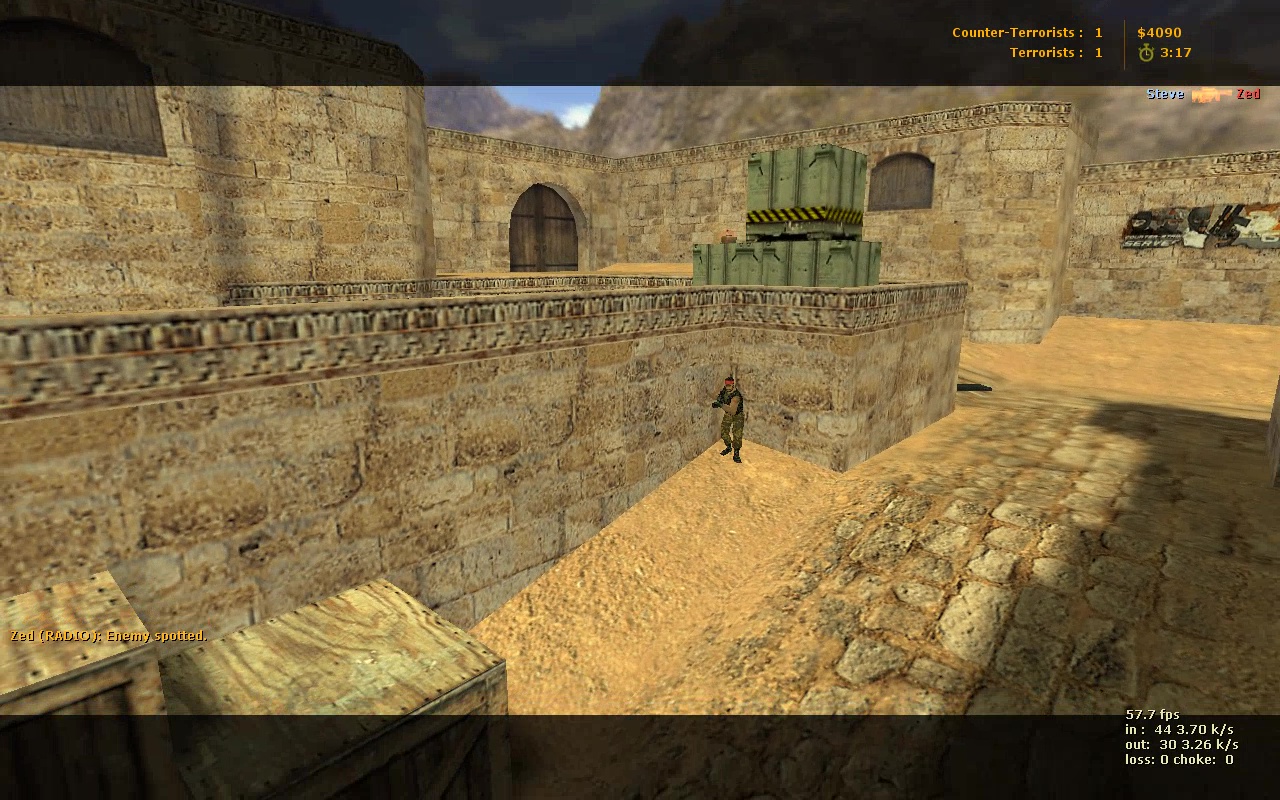 Counter-Terrorists : 1 $4090
Terrorists : 1 3:17
Steve Zed
SERVE
Zed (RADIO): Enemy spotted.
57.7 fps
in : 44 3.70 k/s
out: 30 3.26 k/s
loss: 0 choke: 0